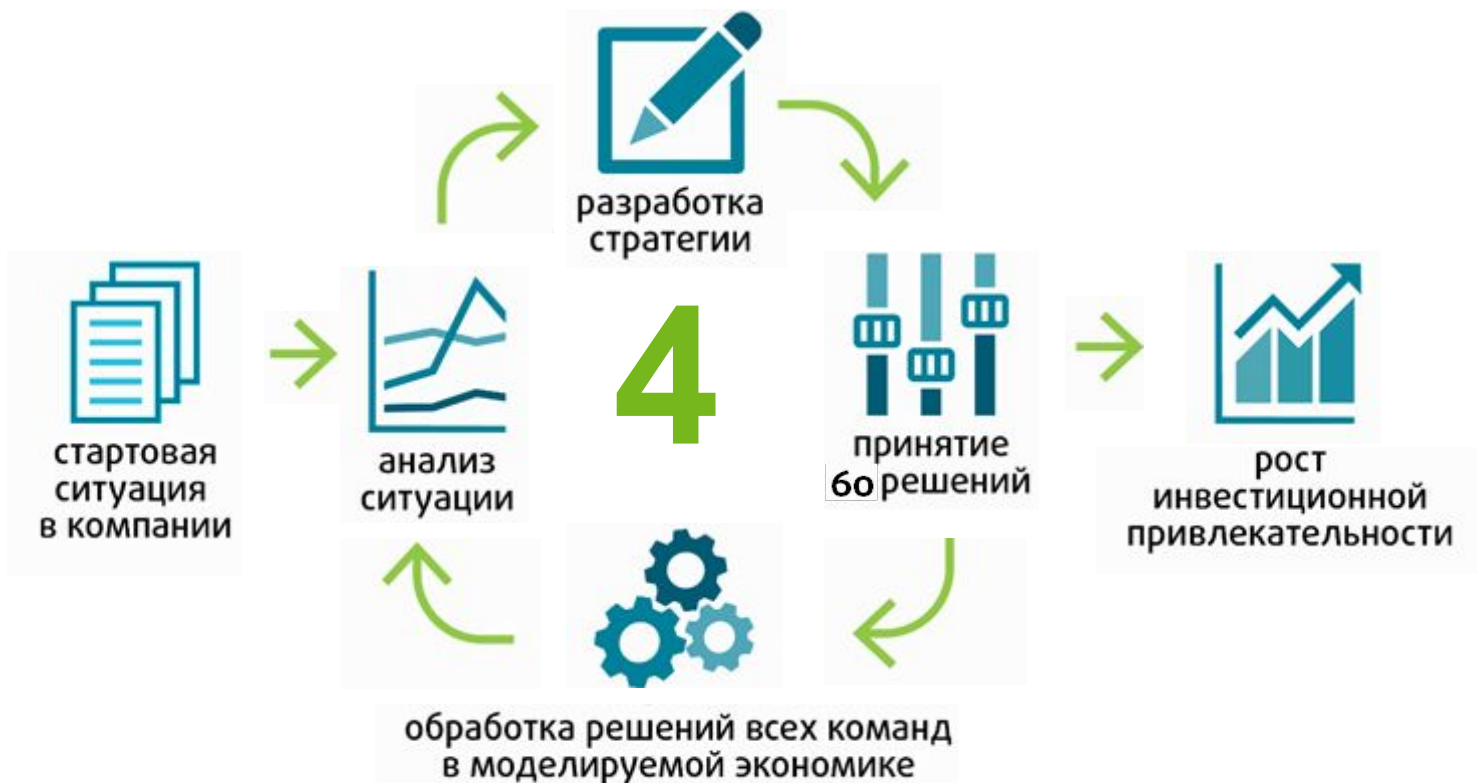 разработка
стратегии
4
стартовая
ситуация
в компании
анализ
ситуации
принятие
60 решений
рост
инвестиционной
привлекательности
обработка решений всех команд
в моделируемой экономике